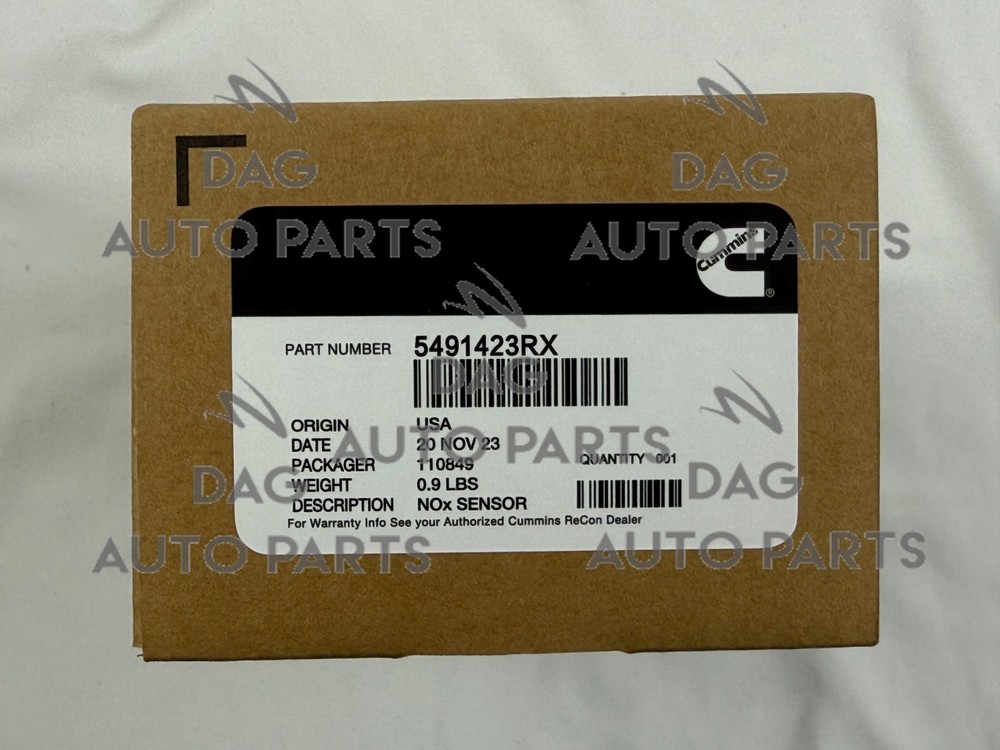 DAG
DAG
AUTO PARTS
AUTO PARTS
Cummins
®
PART NUMBER 5491423RX
DAG
ORIGIN USA
AUTO PARTS
DATE 20 NOV 23
PACKAGER 110849
QUANTITY 001
WEIGHT 0.9 LBS
DAG
DAG
DESCRIPTION NOx SENSOR
For Warranty Info See your Authorized Cummins ReCon Dealer
AUTO PARTS
AUTO PARTS